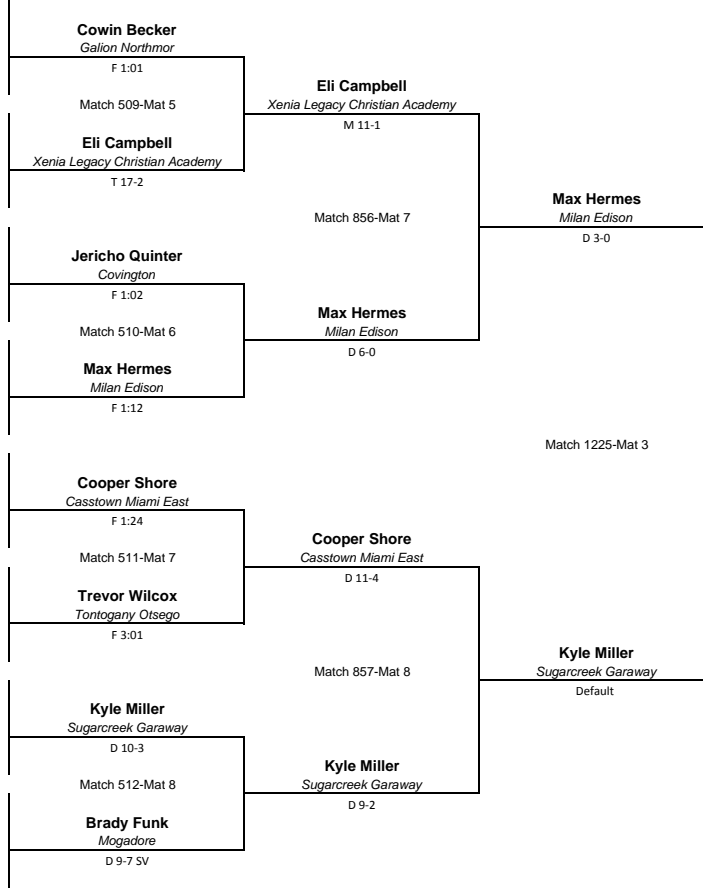 Cowin Becker
Galion Northmor
F 1:01
Match 509-Mat 5
Eli Campbell
Xenia Legacy Christian Academy
T 17-2
Eli Campbell
Xenia Legacy Christian Academy
M 11-1
Match 856-Mat 7
Max Hermes
Milan Edison
D 3-0
Jericho Quinter
Covington
F 1:02
Match 510-Mat 6
Max Hermes
Milan Edison
F 1:12
Max Hermes
Milan Edison
D 6-0
Match 1225-Mat 3
Cooper Shore
Casstown Miami East
F 1:24
Match 511-Mat 7
Trevor Wilcox
Tontogany Otsego
F 3:01
Cooper Shore
Casstown Miami East
D 11-4
Match 857-Mat 8
Kyle Miller
Sugarcreek Garaway
Default
Kyle Miller
Sugarcreek Garaway
D 10-3
Match 512-Mat 8
Brady Funk
Mogadore
D 9-7 SV
Kyle Miller
Sugarcreek Garaway
D 9-2